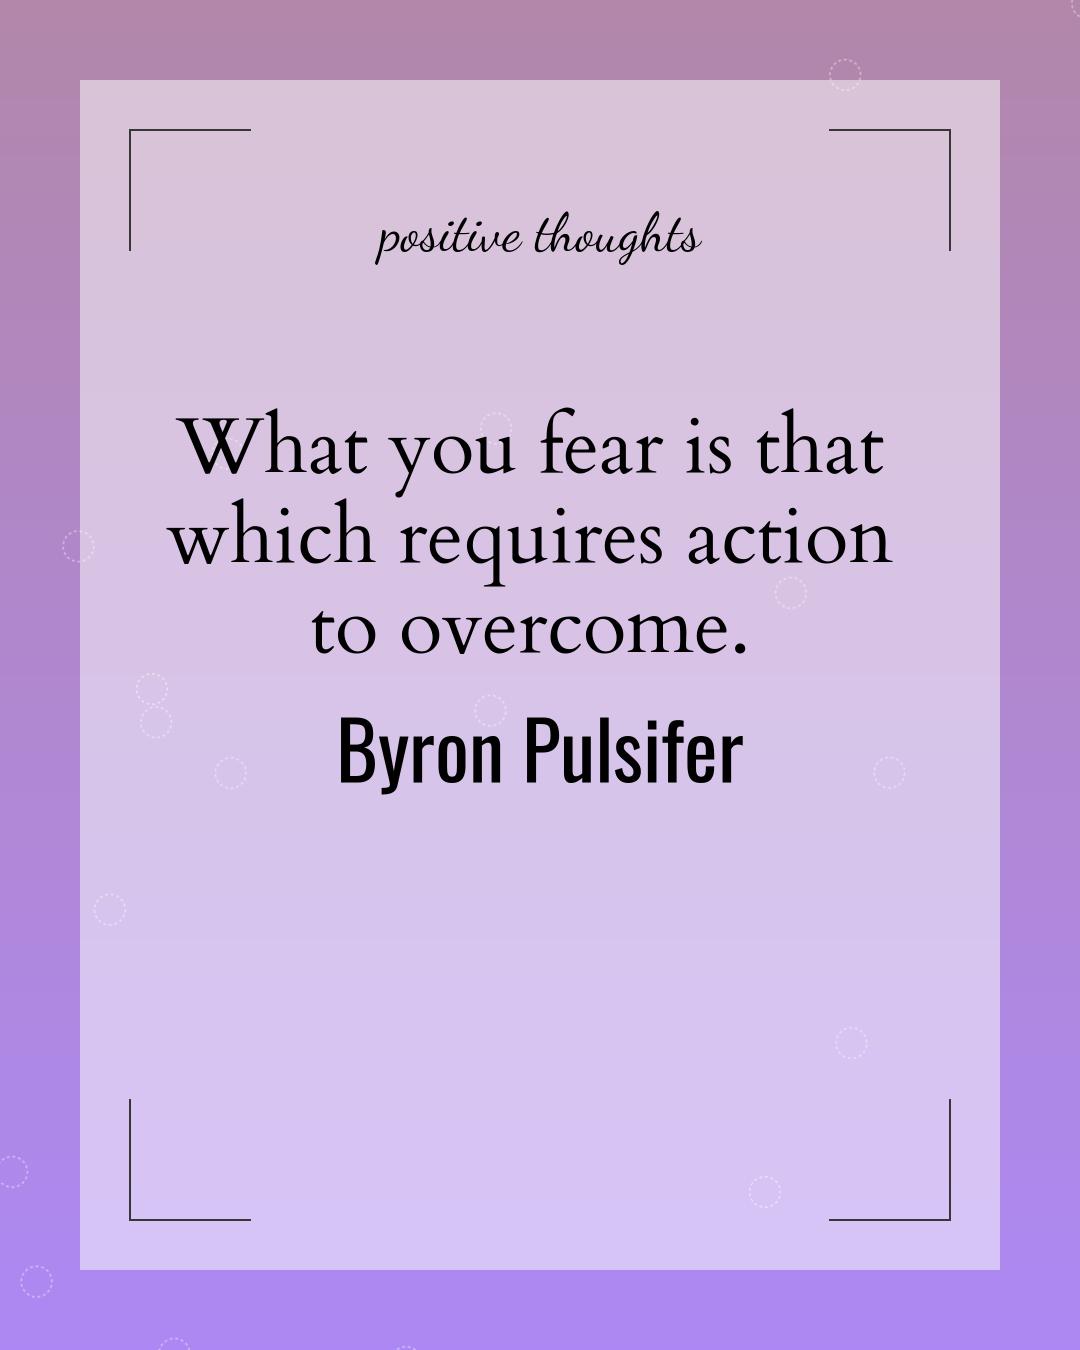 positive thoughts
What you fear is that
which requires action
to overcome.
Byron Pulsifer